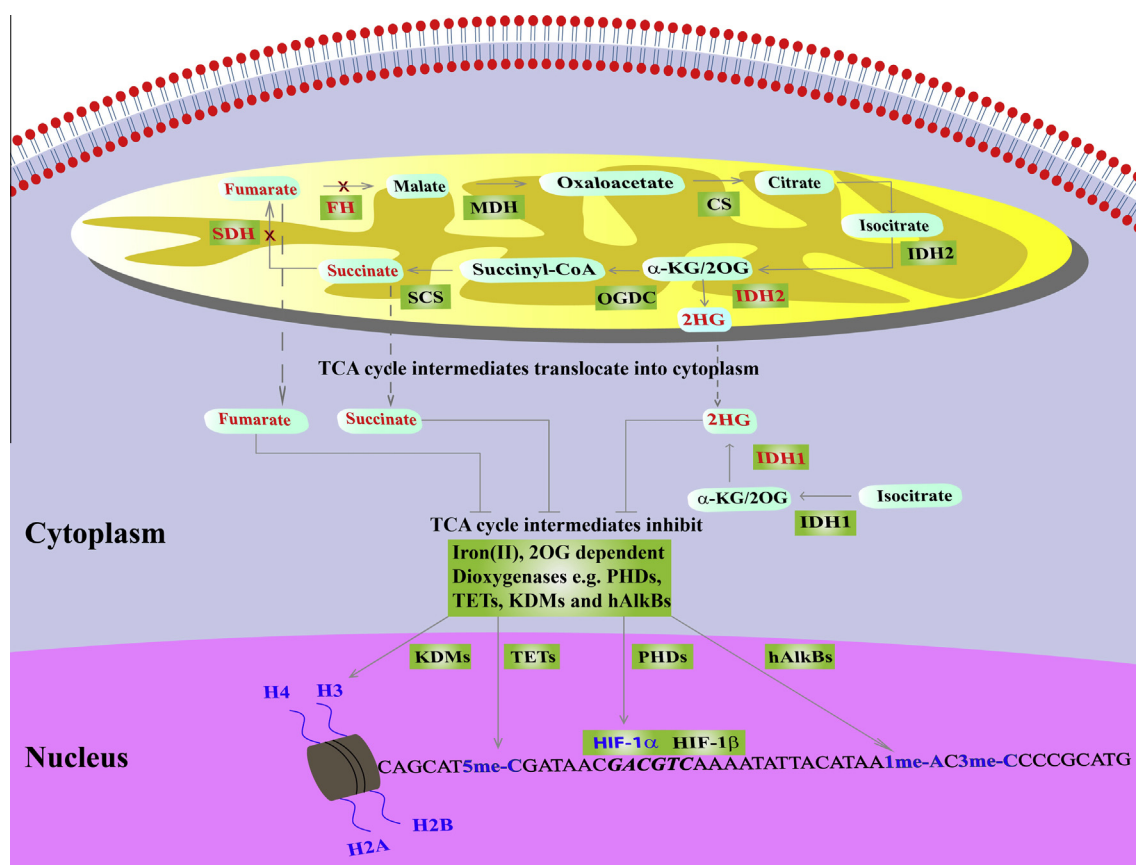 Fumarate
Malate
Oxaloacetate
Citrate
FH
MDH
CS
Isocitrate
SDH
IDH2
Succinate
Succinyl-CoA
α-KG/2OG
SCS
OGDC
IDH2
2HG
TCA cycle intermediates translocate into cytoplasm
Fumarate
Succinate
2HG
IDH1
α-KG/2OG
Isocitrate
IDH1
Cytoplasm
TCA cycle intermediates inhibit
Iron(II), 2OG dependent
Dioxygenases e.g. PHDs,
TETs, KDMs and hAlkBs
KDMs
TETs
PHDs
hAlkBs
H4
H3
Nucleus
HIF-1α HIF-1β
CAGCAT5me-CGATAACGACGTCAAAATATTACATAA1me-AC3me-CCCCGCATG
H2B
H2A